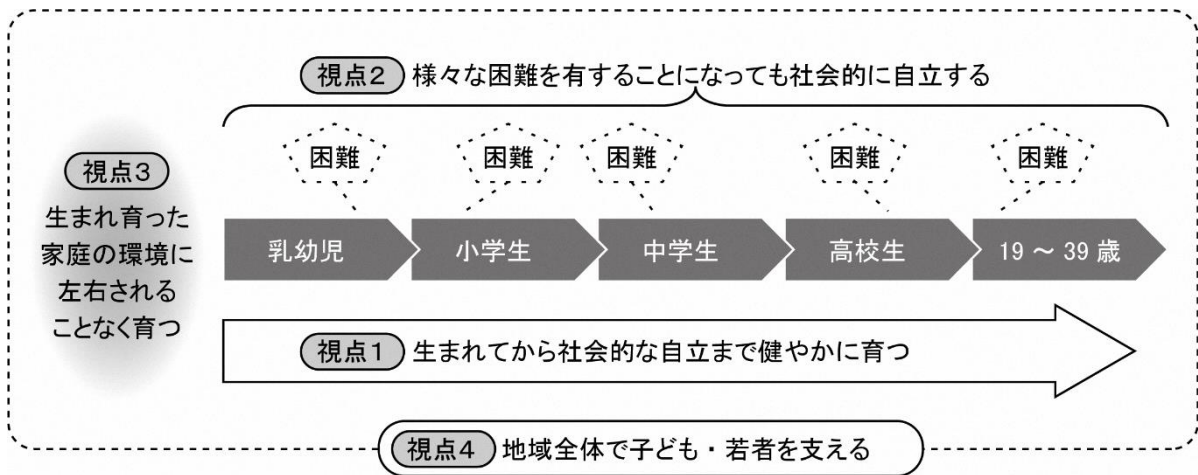 視点2 様々な困難を有することになっても社会的に自立する
困難 困難 困難 困難 困難
視点3
生まれ育った
家庭の環境に
左右される
ことなく育つ
乳幼児 小学生 中学生 高校生 19 ～ 39 歳
視点1 生まれてから社会的な自立まで健やかに育つ
視点4 地域全体で子ども・若者を支える